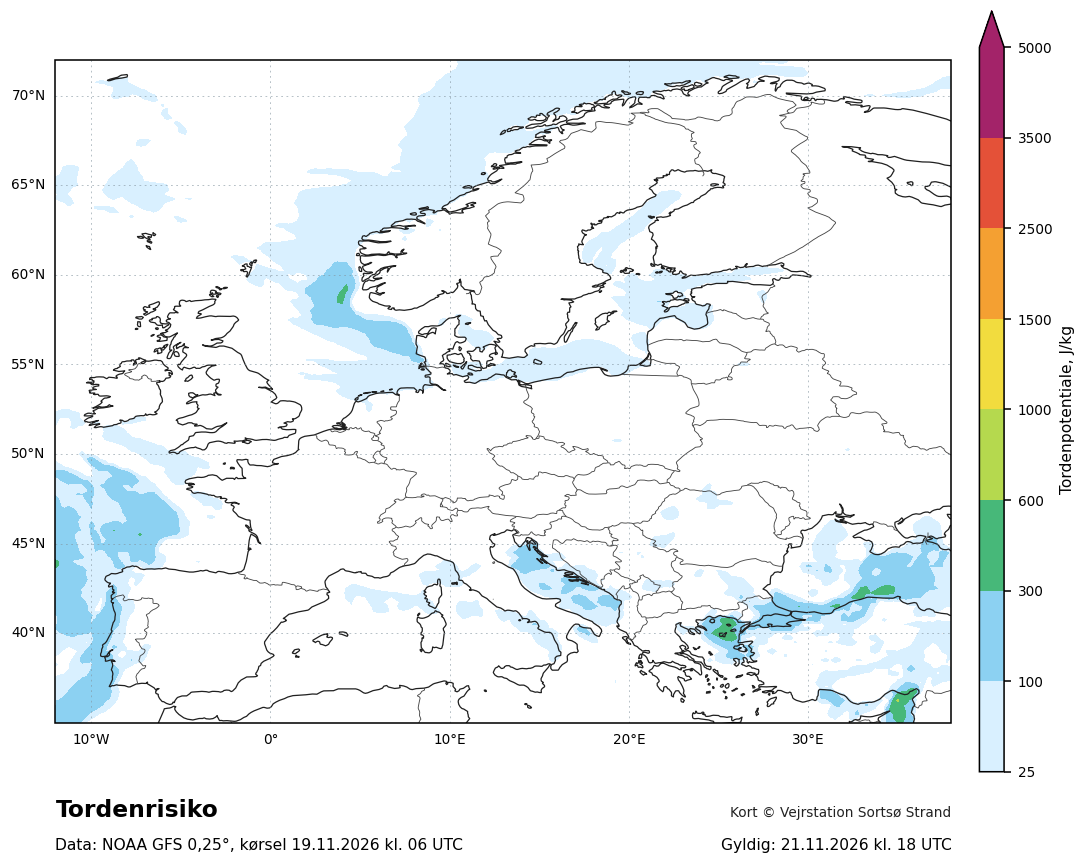 5000
3500
2500
1500
1000
600
300
100
25
Tordenpotentiale, J/kg
70°N
65°N
60°N
55°N
50°N
45°N
40°N
10°W
0°
10°E
20°E
30°E
Tordenrisiko
Kort © Vejrstation Sortsø Strand
Data: NOAA GFS 0,25°, kørsel 19.11.2026 kl. 06 UTC
Gyldig: 21.11.2026 kl. 18 UTC